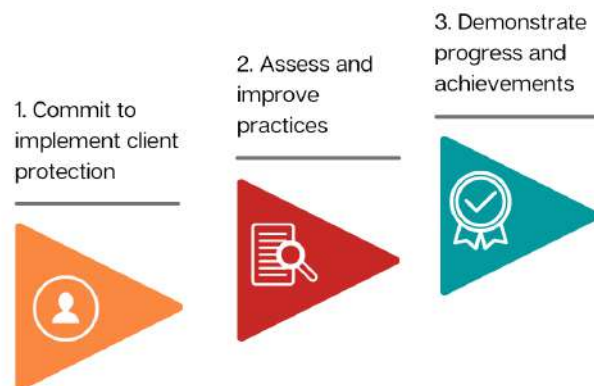 1. Commit to
implement client
protection
2. Assess and
improve
practices
3. Demonstrate
progress and
achievements